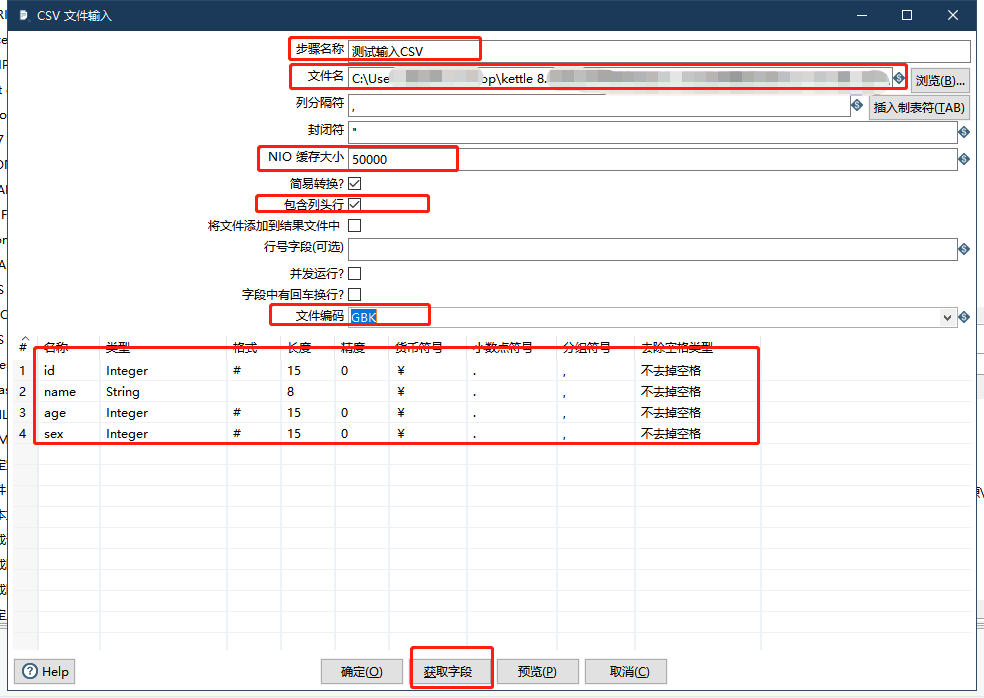 CSV 文件输入
步骤名称 测试输入CSV
文件名 C:\Use op\kettle 8. 浏览(B)...
列分隔符 , 插入制表符(TAB)
封闭符 "
NIO 缓存大小 50000
简易转换?
包含列头行
将文件添加到结果文件中
行号字段(可选)
并发运行?
字段中有回车换行?
文件编码 GBK
# 名称 类型 格式 长度 精度 货币符号 小数点符号 分组符号 去除空格类型
1 id Integer # 15 0 ¥ . , 不去掉空格
2 name String 8 ¥ . , 不去掉空格
3 age Integer # 15 0 ¥ . , 不去掉空格
4 sex Integer # 15 0 ¥ . , 不去掉空格
Help 确定(O) 获取字段 预览(P) 取消(C)